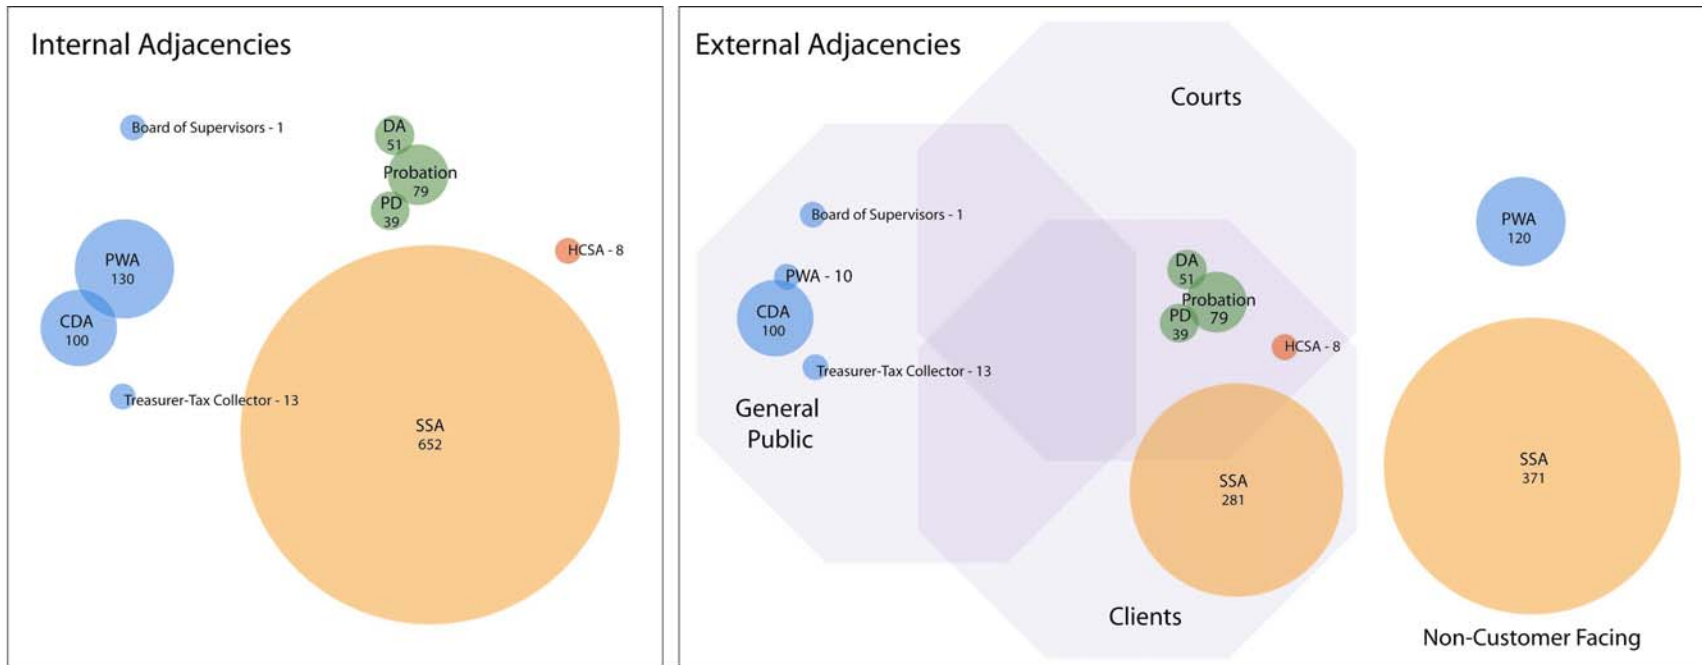 Internal Adjacencies
Board of Supervisors - 1
DA
51
Probation
79
PD
39
HCSA - 8
PWA
130
CDA
100
Treasurer-Tax Collector - 13
SSA
652
External Adjacencies
Courts
Board of Supervisors - 1
PWA - 10
CDA
100
Treasurer-Tax Collector - 13
General
Public
DA
51
Probation
79
PD
39
HCSA - 8
SSA
281
Clients
PWA
120
SSA
371
Non-Customer Facing